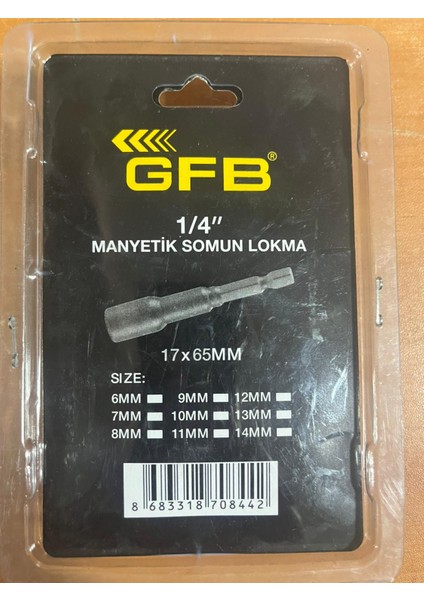 GFB®
1/4"
MANYETİK SOMUN LOKMA
17x65MM
SIZE:
6MM 9MM 12MM
7MM 10MM 13MM
8MM 11MM 14MM
8 683318 708442